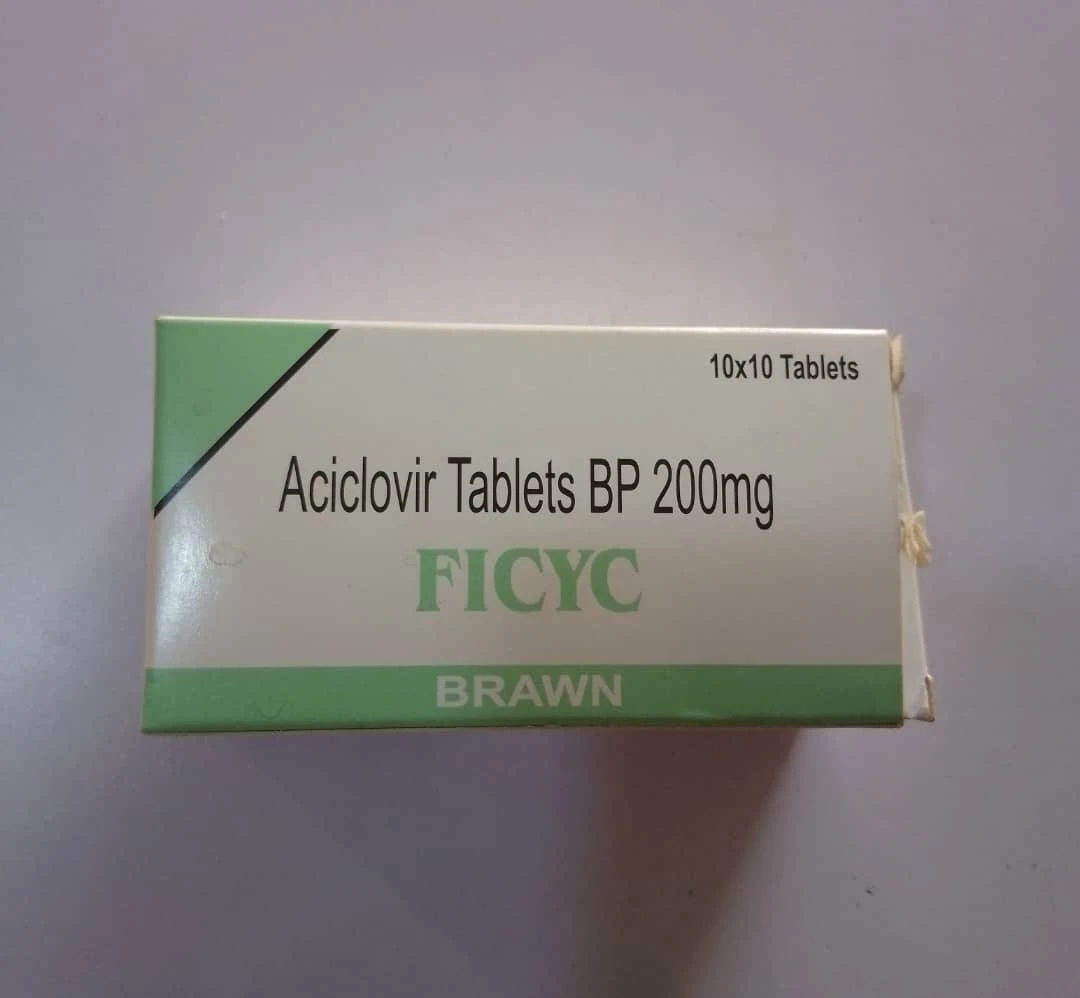 10x10 Tablets
Aciclovir Tablets BP 200mg
FICYC
BRAWN